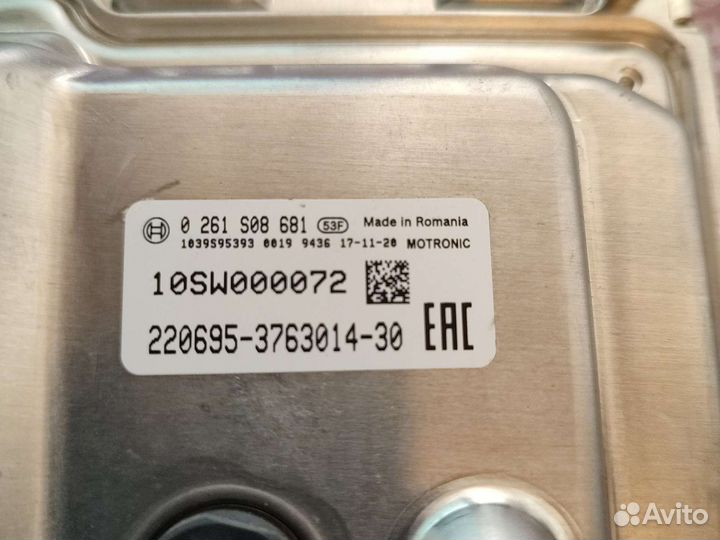 0 261 S08 681 53F Made in Romania
1039S95393 0019 9436 17-11-20 MOTRONIC
10SW000072
220695-3763014-30 EAC
Avito